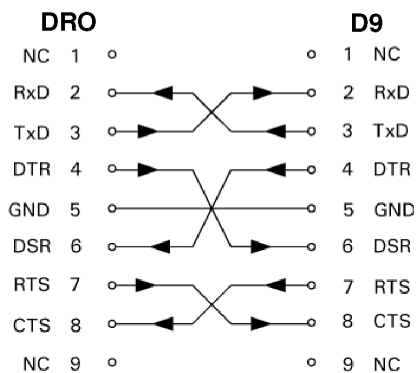 DRO D9
NC 1 1 NC
RxD 2 2 RxD
TxD 3 3 TxD
DTR 4 4 DTR
GND 5 5 GND
DSR 6 6 DSR
RTS 7 7 RTS
CTS 8 8 CTS
NC 9 9 NC